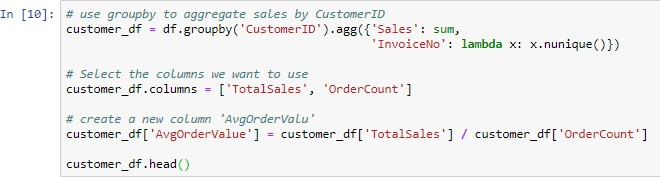 In [10]: # use groupby to aggregate sales by CustomerID
customer_df = df.groupby('CustomerID').agg({'Sales': sum,
'InvoiceNo': lambda x: x.nunique()})
# Select the columns we want to use
customer_df.columns = ['TotalSales', 'OrderCount']
# create a new column 'AvgOrderValu'
customer_df['AvgOrderValue'] = customer_df['TotalSales'] / customer_df['OrderCount']
customer_df.head()